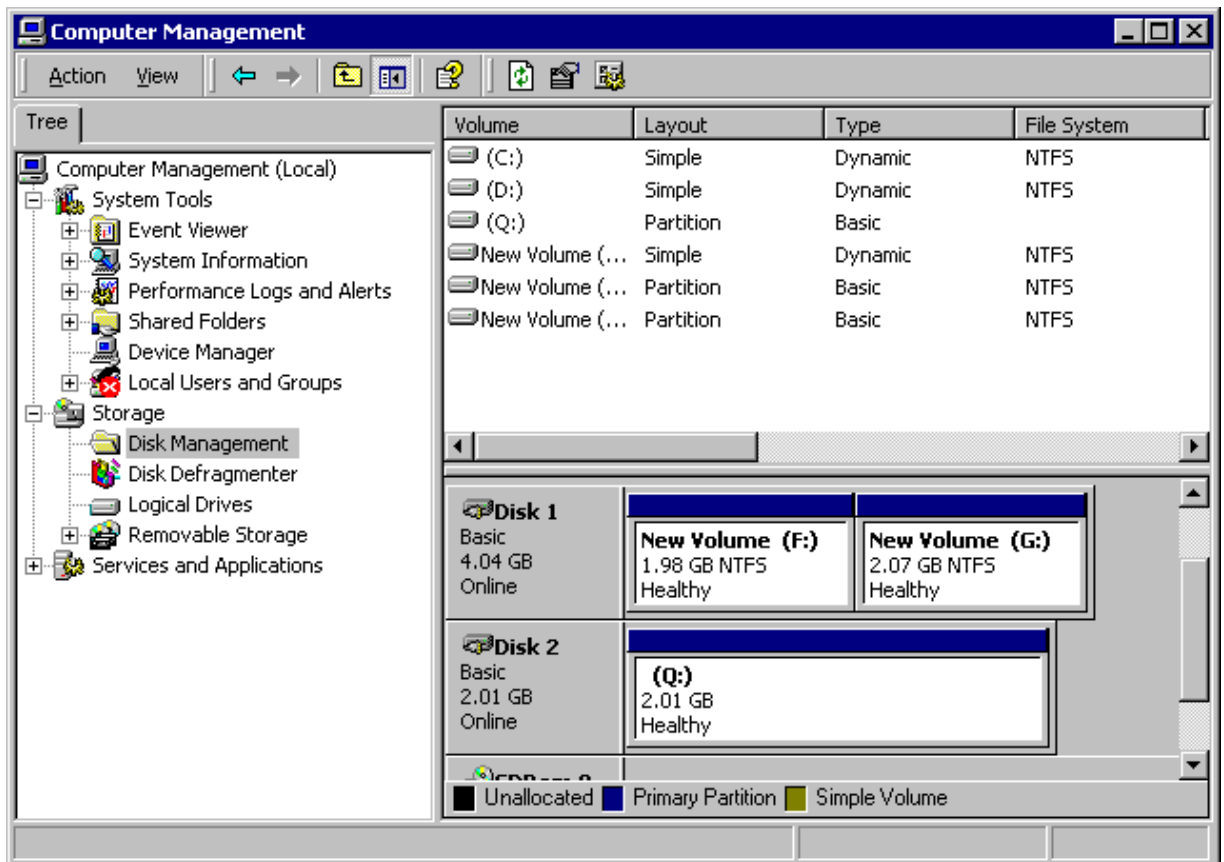 Computer Management
Action View
Tree
Computer Management (Local)
System Tools
Event Viewer
System Information
Performance Logs and Alerts
Shared Folders
Device Manager
Local Users and Groups
Storage
Disk Management
Disk Defragmenter
Logical Drives
Removable Storage
Services and Applications
Volume Layout Type File System
(C:) Simple Dynamic NTFS
(D:) Simple Dynamic NTFS
(Q:) Partition Basic
New Volume (... Simple Dynamic NTFS
New Volume (... Partition Basic NTFS
New Volume (... Partition Basic NTFS
Disk 1
Basic
4.04 GB
Online
New Volume (F:)
1.98 GB NTFS
Healthy
New Volume (G:)
2.07 GB NTFS
Healthy
Disk 2
Basic
2.01 GB
Online
(Q:)
2.01 GB
Healthy
Unallocated Primary Partition Simple Volume